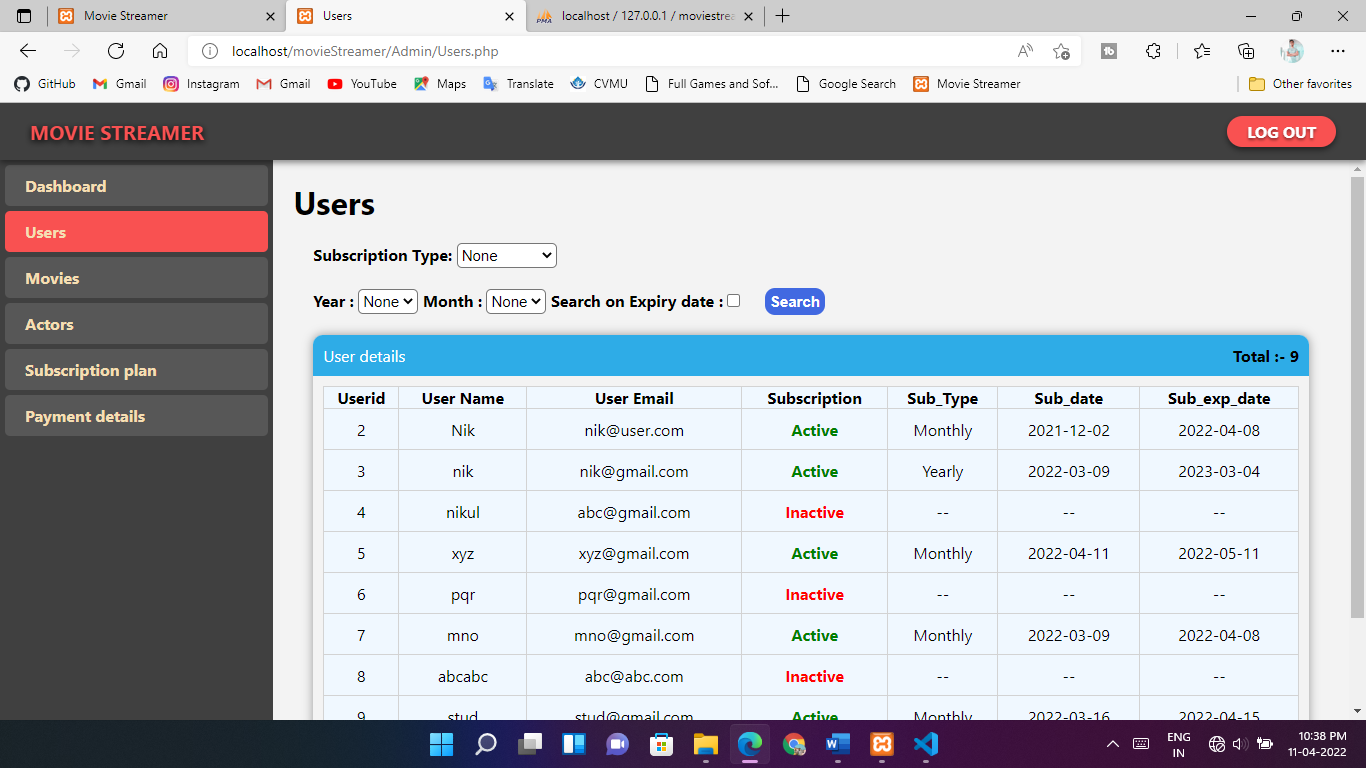 Movie Streamer
Users
localhost / 127.0.0.1 / moviestrea
localhost/movieStreamer/Admin/Users.php
GitHub Gmail Instagram Gmail YouTube Maps Translate CVMU Full Games and Sof... Google Search Movie Streamer Other favorites
MOVIE STREAMER LOG OUT
Dashboard
Users
Movies
Actors
Subscription plan
Payment details
Users
Subscription Type: None
Year : None Month : None Search on Expiry date : Search
User details Total :- 9
Userid User Name User Email Subscription Sub_Type Sub_date Sub_exp_date
2 Nik nik@user.com Active Monthly 2021-12-02 2022-04-08
3 nik nik@gmail.com Active Yearly 2022-03-09 2023-03-04
4 nikul abc@gmail.com Inactive -- -- --
5 xyz xyz@gmail.com Active Monthly 2022-04-11 2022-05-11
6 pqr pqr@gmail.com Inactive -- -- --
7 mno mno@gmail.com Active Monthly 2022-03-09 2022-04-08
8 abcabc abc@abc.com Inactive -- -- --
9 stud stud@gmail.com Active Monthly 2022-03-16 2022-04-15
ENG
IN
10:38 PM
11-04-2022